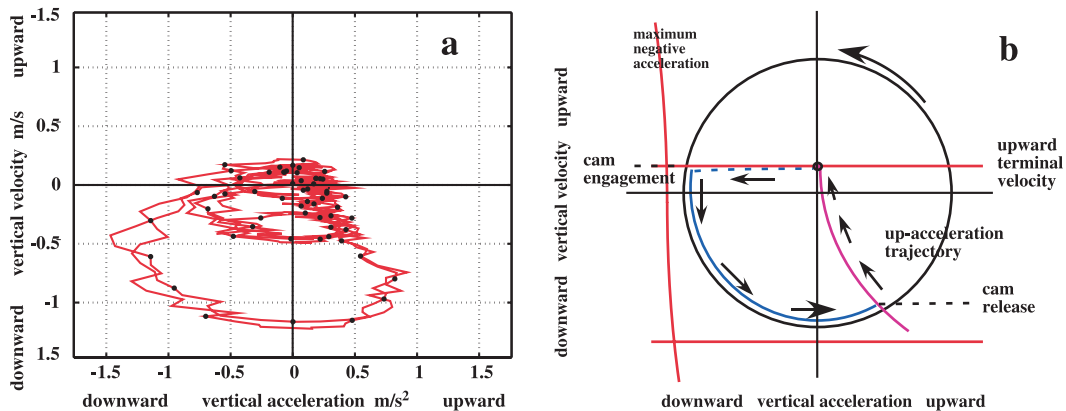 a
upward
vertical velocity m/s
downward
-1.5
1
0.5
0
-0.5
-1
1.5
-1.5
-1
-0.5
0
0.5
1
1.5
downward
vertical acceleration m/s²
upward
b
maximum
negative
acceleration
upward
vertical velocity
downward
cam
engagement
upward
terminal
velocity
up-acceleration
trajectory
cam
release
downward
vertical acceleration
upward